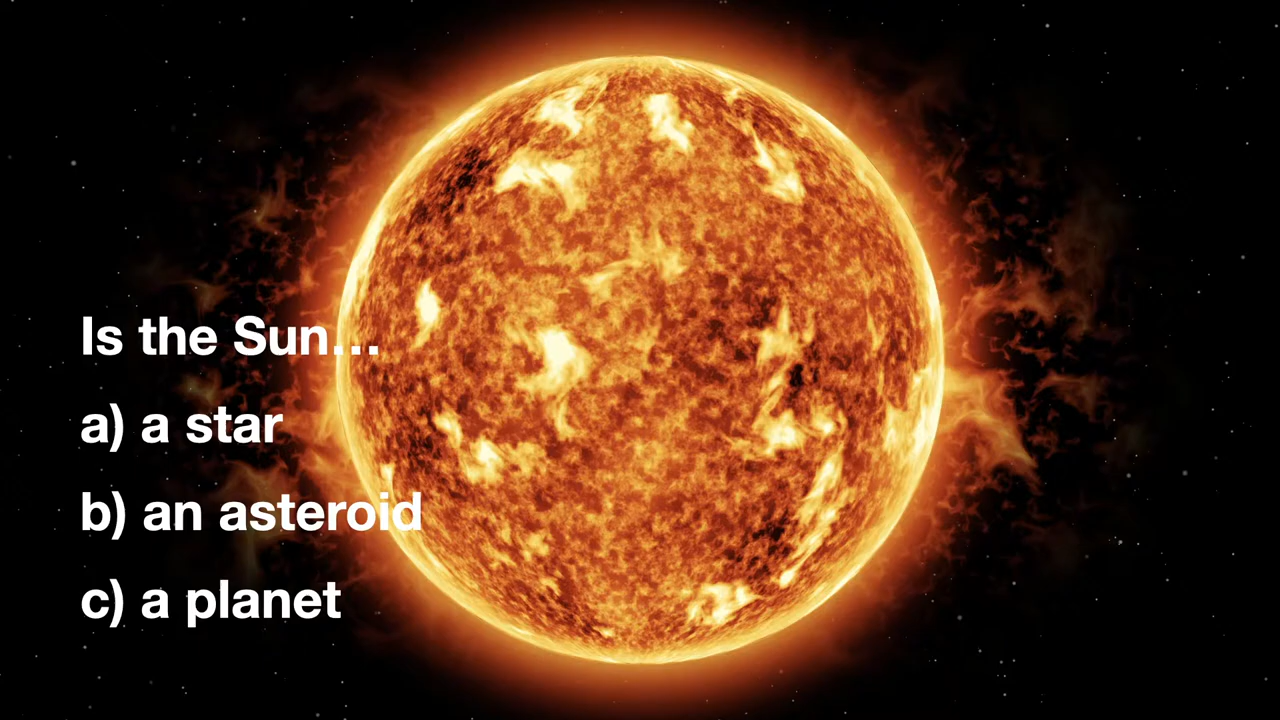 Is the Sun…
a) a star
b) an asteroid
c) a planet